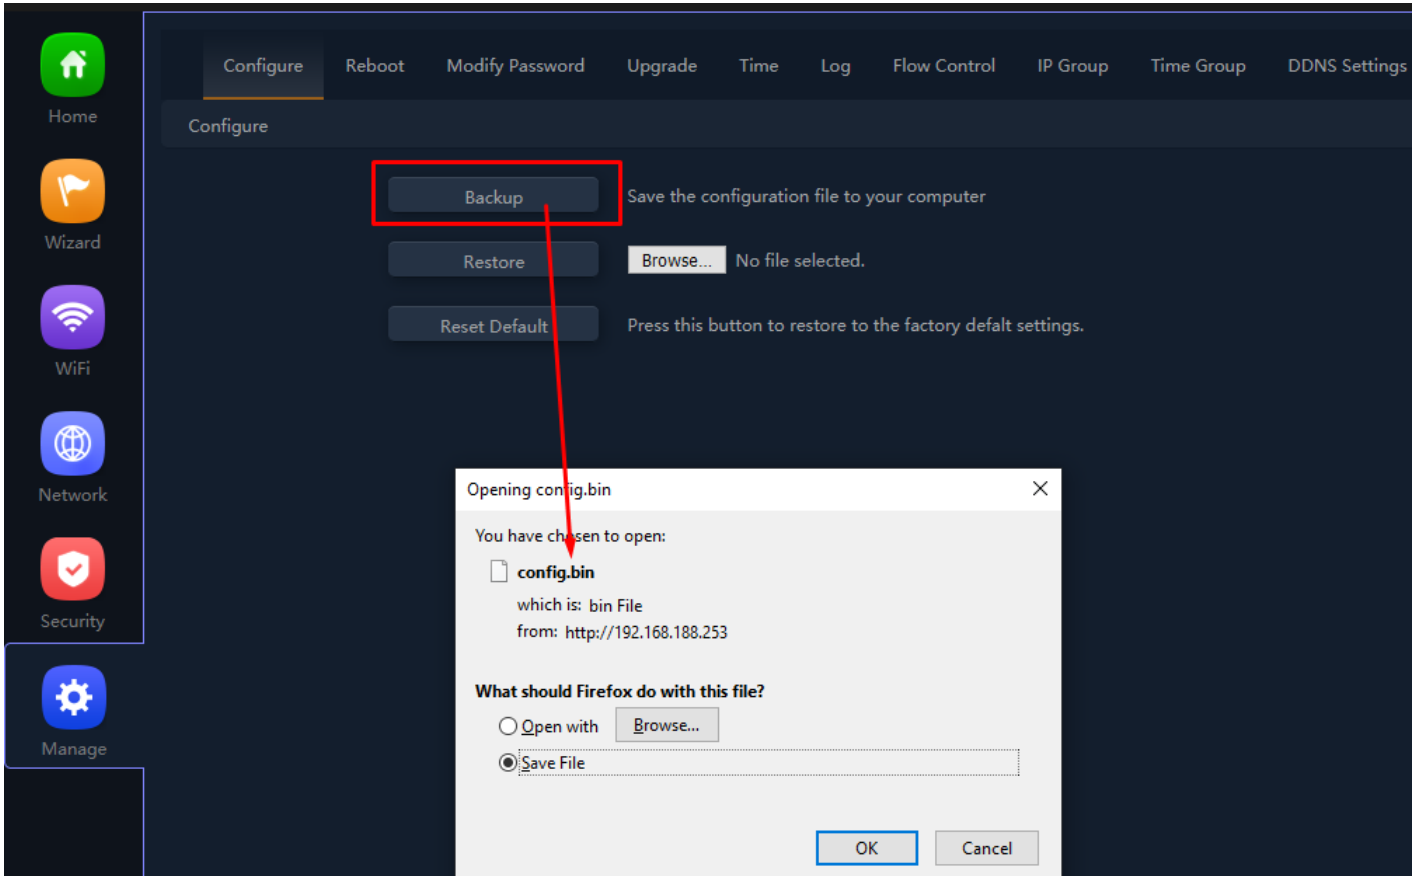 Home
Wizard
WiFi
Network
Security
Manage
Configure Reboot Modify Password Upgrade Time Log Flow Control IP Group Time Group DDNS Settings
Configure
Backup Save the configuration file to your computer
Restore Browse... No file selected.
Reset Default Press this button to restore to the factory defalt settings.
Opening config.bin
You have chosen to open:
config.bin
which is: bin File
from: http://192.168.188.253
What should Firefox do with this file?
Open with Browse...
Save File
OK Cancel